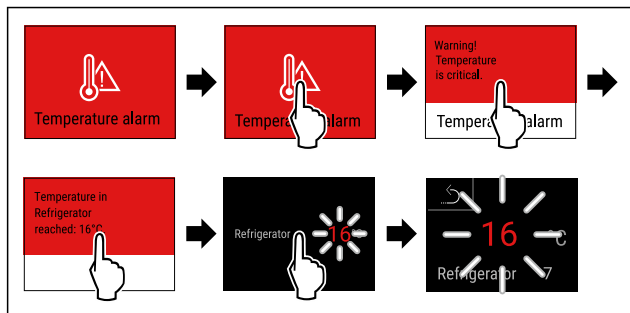 Temperature alarm
Temperature alarm
Warning!
Temperature
is critical.
Temperature alarm
Temperature in
Refrigerator
reached: 16°C
Refrigerator 16
16 °C
Refrigerator 7